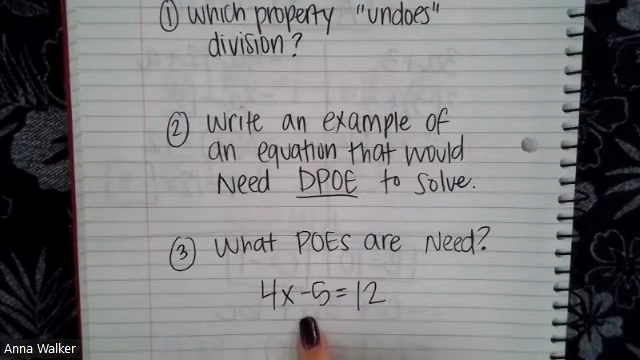 ① Which property "undoes"
division?
② Write an example of
an equation that would
Need DPOE to solve.
③ What POEs are Need?
4x-5=12
Anna Walker